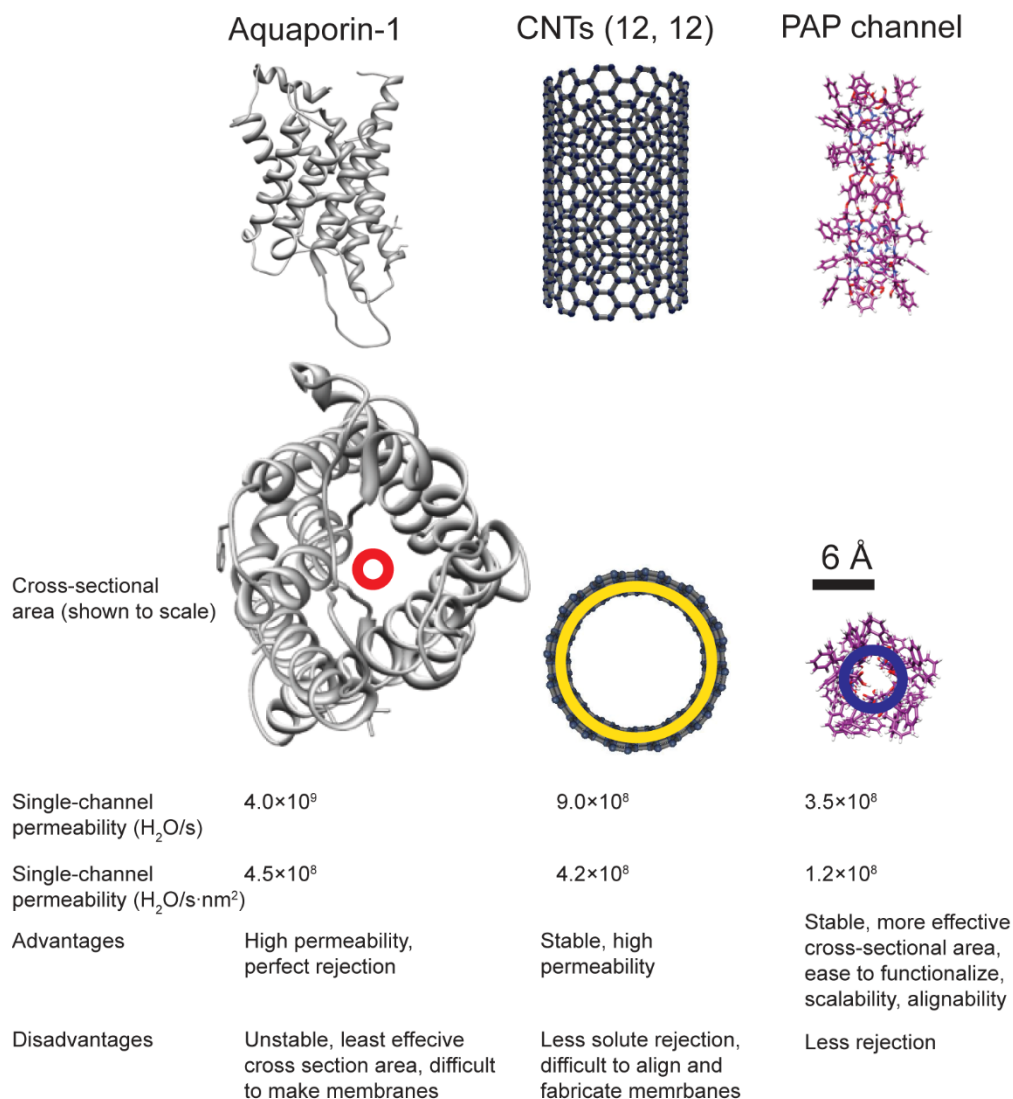 Aquaporin-1 CNTs (12, 12) PAP channel
6 Å
Cross-sectional
area (shown to scale)
Single-channel
permeability (H₂O/s)
4.0×10⁹ 9.0×10⁸ 3.5×10⁸
Single-channel
permeability (H₂O/s·nm²)
4.5×10⁸ 4.2×10⁸ 1.2×10⁸
Advantages
High permeability,
perfect rejection
Stable, high
permeability
Stable, more effective
cross-sectional area,
ease to functionalize,
scalability, alignability
Disadvantages
Unstable, least effecive
cross section area, difficult
to make membranes
Less solute rejection,
difficult to align and
fabricate memrbanes
Less rejection